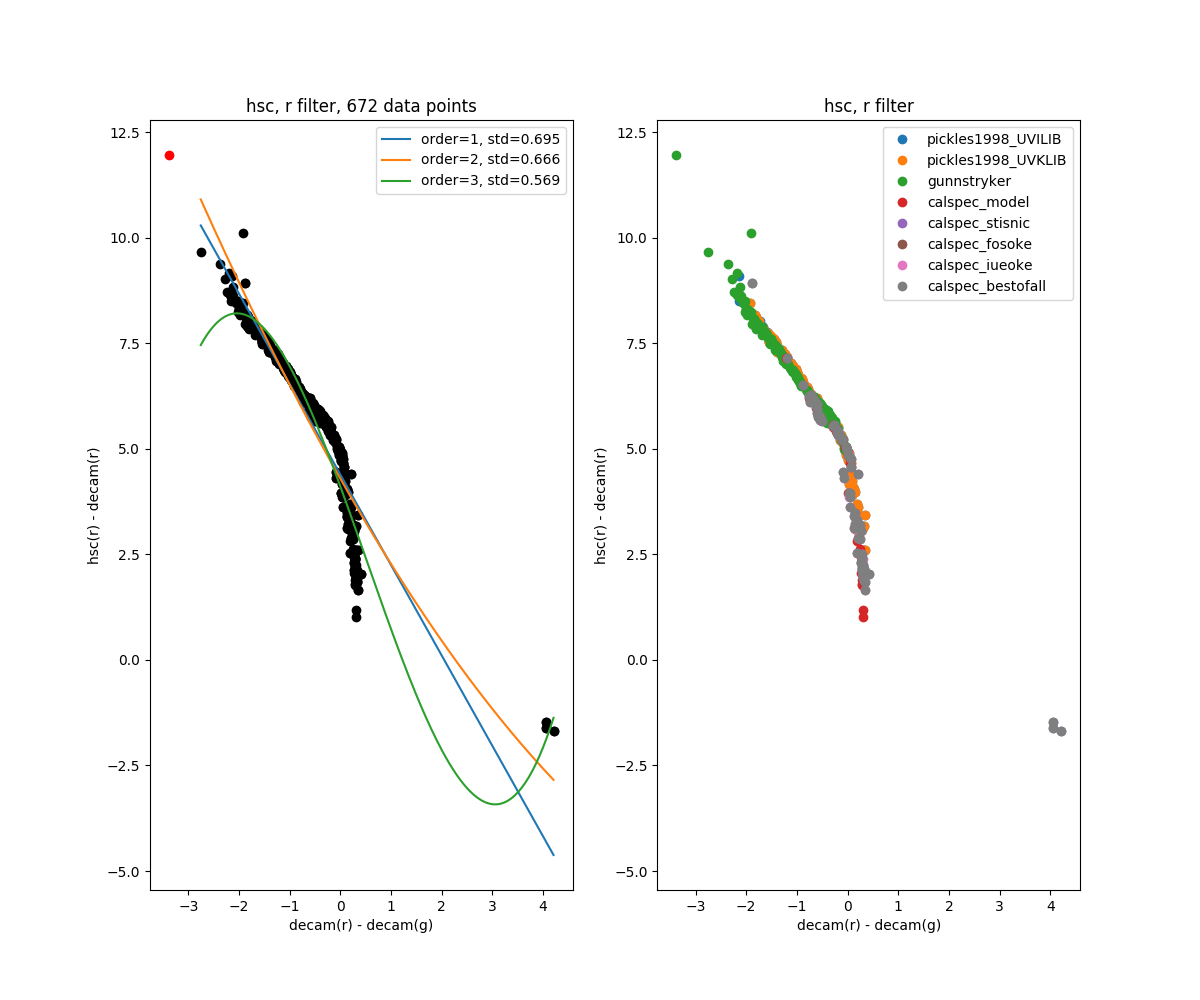 hsc, r filter, 672 data points
order=1, std=0.695
order=2, std=0.666
order=3, std=0.569
12.5
10.0
7.5
5.0
2.5
0.0
−2.5
−5.0
hsc(r) - decam(r)
−3
−2
−1
0
1
2
3
4
decam(r) - decam(g)
hsc, r filter
pickles1998_UVILIB
pickles1998_UVKLIB
gunnstryker
calspec_model
calspec_stisnic
calspec_fosoke
calspec_iueoke
calspec_bestofall
12.5
10.0
7.5
5.0
2.5
0.0
−2.5
−5.0
hsc(r) - decam(r)
−3
−2
−1
0
1
2
3
4
decam(r) - decam(g)